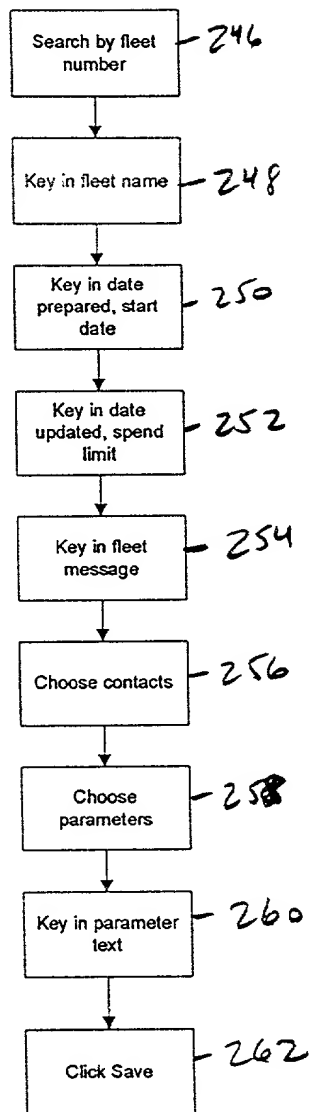 Search by fleet
number
246
Key in fleet name
248
Key in date
prepared, start
date
250
Key in date
updated, spend
limit
252
Key in fleet
message
254
Choose contacts
256
Choose
parameters
258
Key in parameter
text
260
Click Save
262